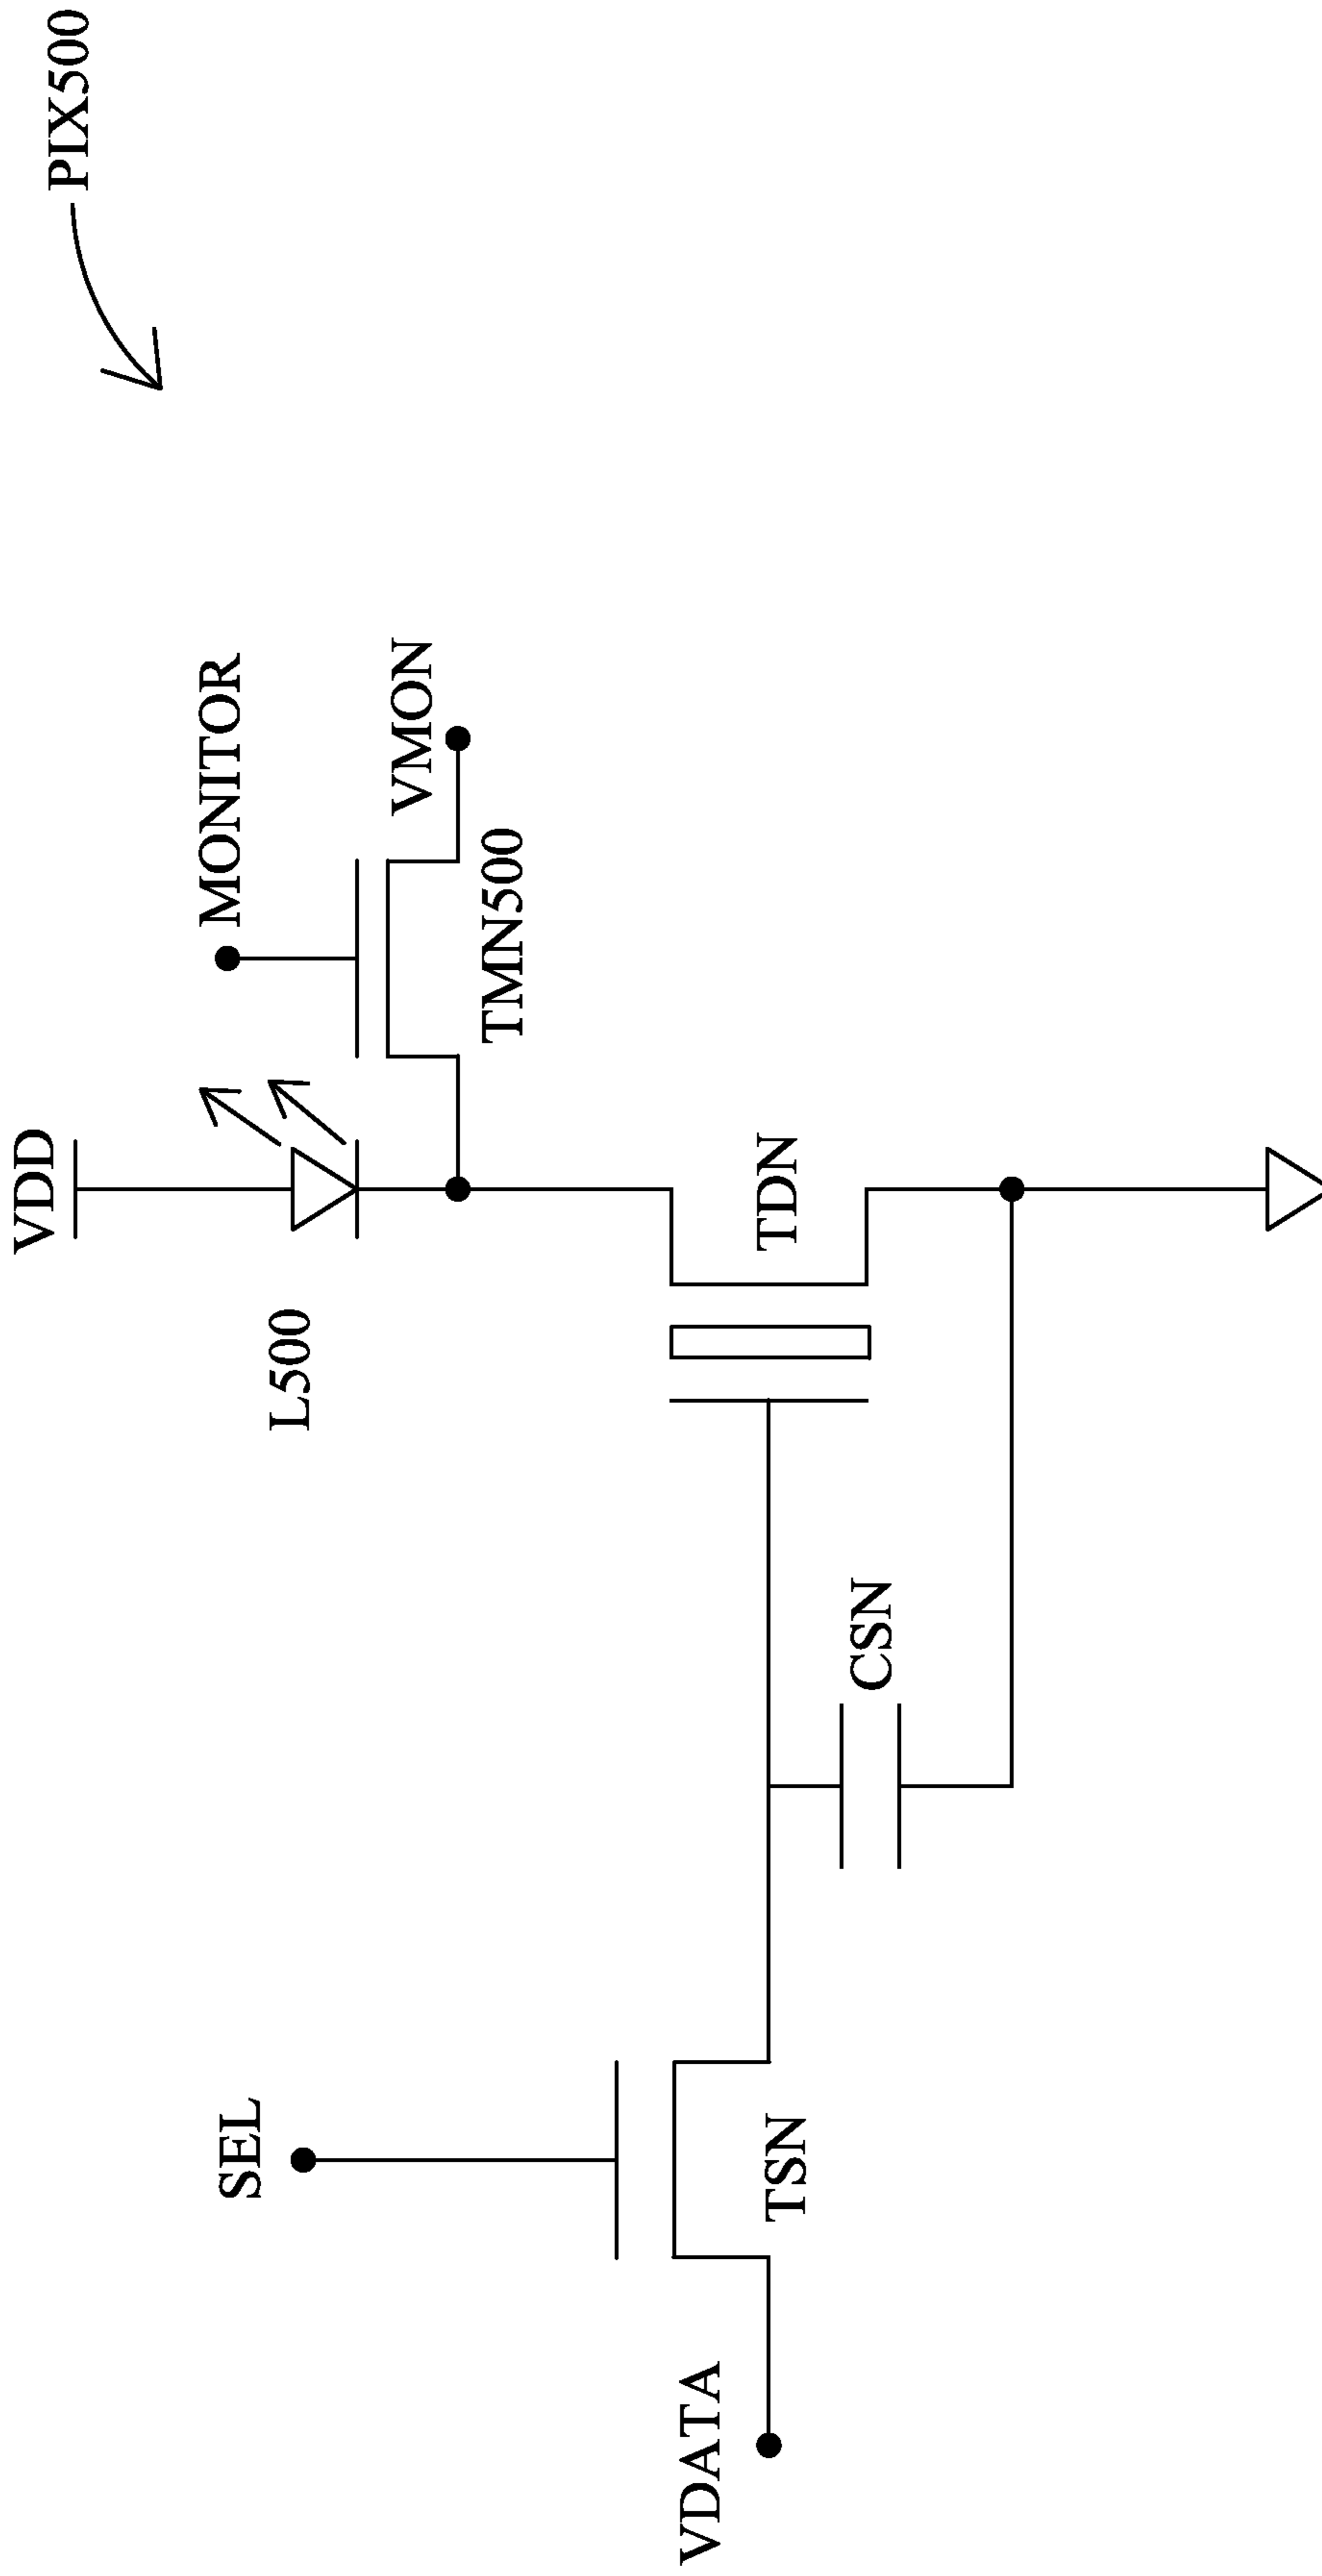 PIX500
VDD
MONITOR
VMON
L500
TMN500
TDN
SEL
CSN
TSN
VDATA